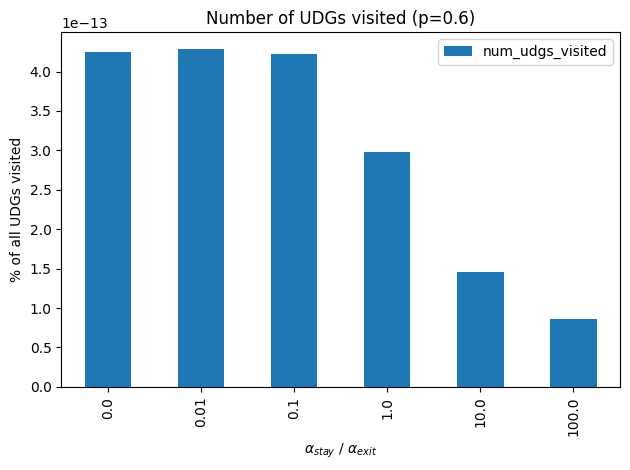 Number of UDGs visited (p=0.6)
1e−13
num_udgs_visited
% of all UDGs visited
4.0
3.5
3.0
2.5
2.0
1.5
1.0
0.5
0.0
0.0 0.01 0.1 1.0 10.0 100.0
α_stay / α_exit